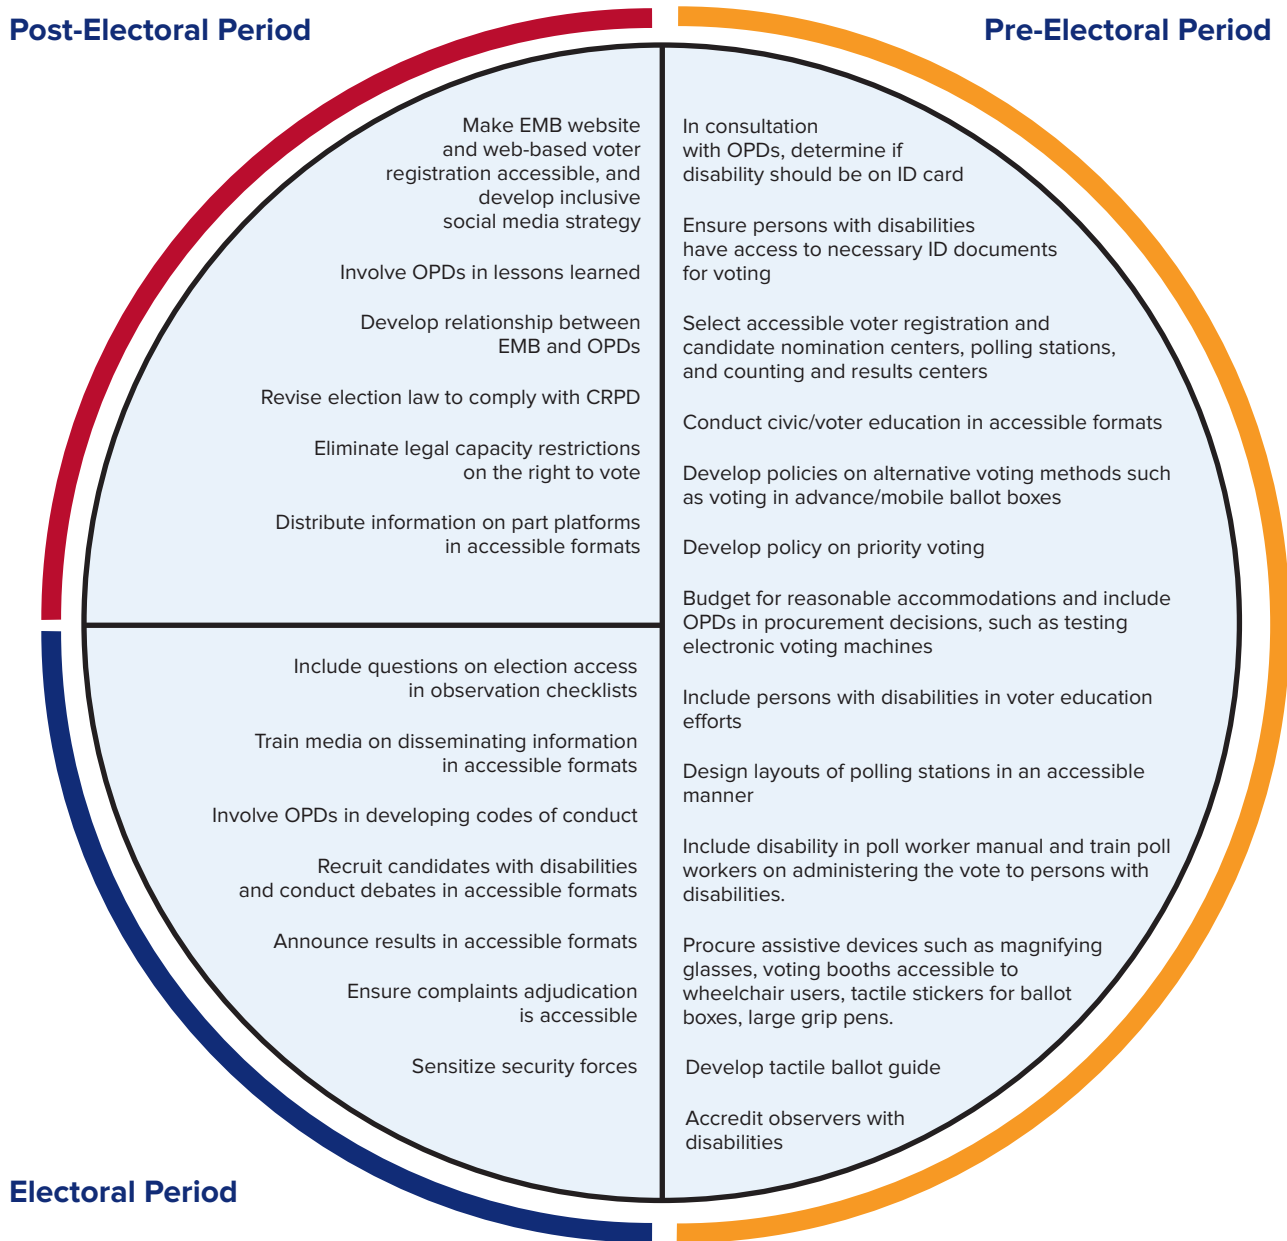 Post-Electoral Period
Make EMB website
and web-based voter
registration accessible, and
develop inclusive
social media strategy
Involve OPDs in lessons learned
Develop relationship between
EMB and OPDs
Revise election law to comply with CRPD
Eliminate legal capacity restrictions
on the right to vote
Distribute information on part platforms
in accessible formats
Pre-Electoral Period
In consultation
with OPDs, determine if
disability should be on ID card
Ensure persons with disabilities
have access to necessary ID documents
for voting
Select accessible voter registration and
candidate nomination centers, polling stations,
and counting and results centers
Conduct civic/voter education in accessible formats
Develop policies on alternative voting methods such
as voting in advance/mobile ballot boxes
Develop policy on priority voting
Budget for reasonable accommodations and include
OPDs in procurement decisions, such as testing
electronic voting machines
Include persons with disabilities in voter education
efforts
Design layouts of polling stations in an accessible
manner
Include disability in poll worker manual and train poll
workers on administering the vote to persons with
disabilities.
Procure assistive devices such as magnifying
glasses, voting booths accessible to
wheelchair users, tactile stickers for ballot
boxes, large grip pens.
Develop tactile ballot guide
Accredit observers with
disabilities
Include questions on election access
in observation checklists
Train media on disseminating information
in accessible formats
Involve OPDs in developing codes of conduct
Recruit candidates with disabilities
and conduct debates in accessible formats
Announce results in accessible formats
Ensure complaints adjudication
is accessible
Sensitize security forces
Electoral Period